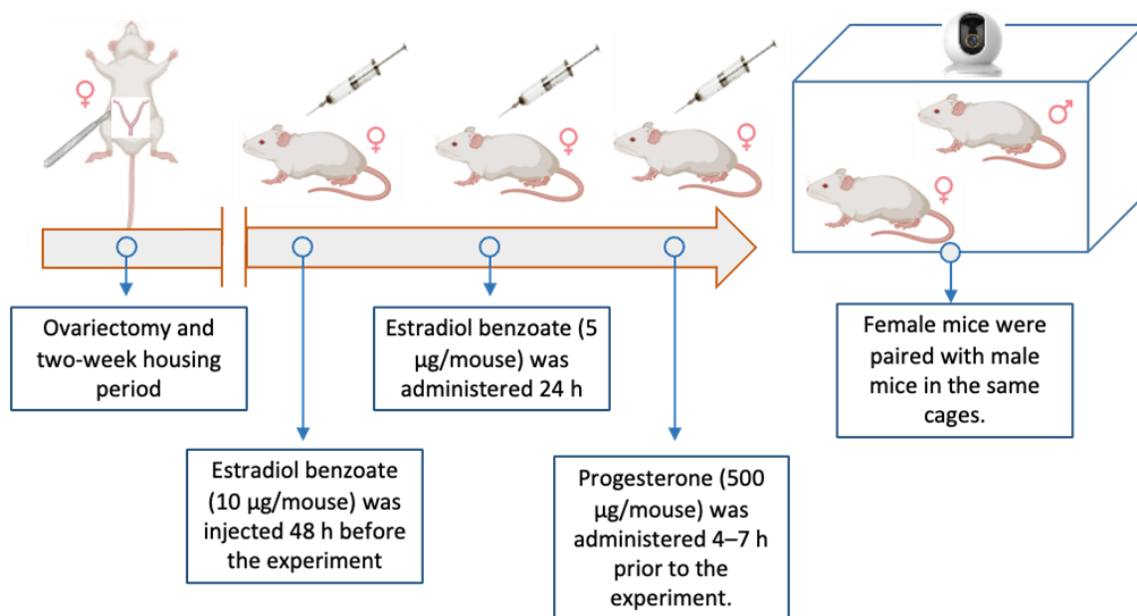 Ovariectomy and
two-week housing
period
Estradiol benzoate
(10 µg/mouse) was
injected 48 h before
the experiment
Estradiol benzoate (5
µg/mouse) was
administered 24 h
Progesterone (500
µg/mouse) was
administered 4–7 h
prior to the
experiment.
Female mice were
paired with male
mice in the same
cages.